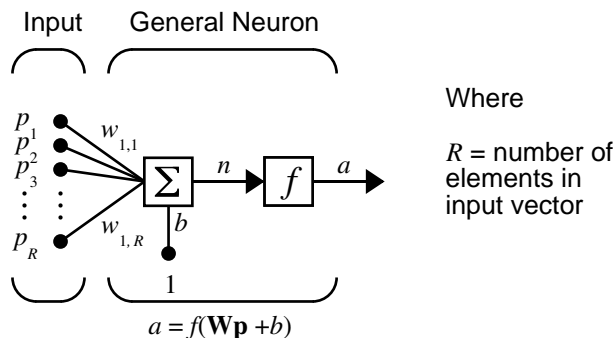 Input General Neuron
p1
p2
p3
pR
w1,1
w1,R
Σ
n
f
a
b
1
a = f(Wp +b)
Where
R = number of
elements in
input vector